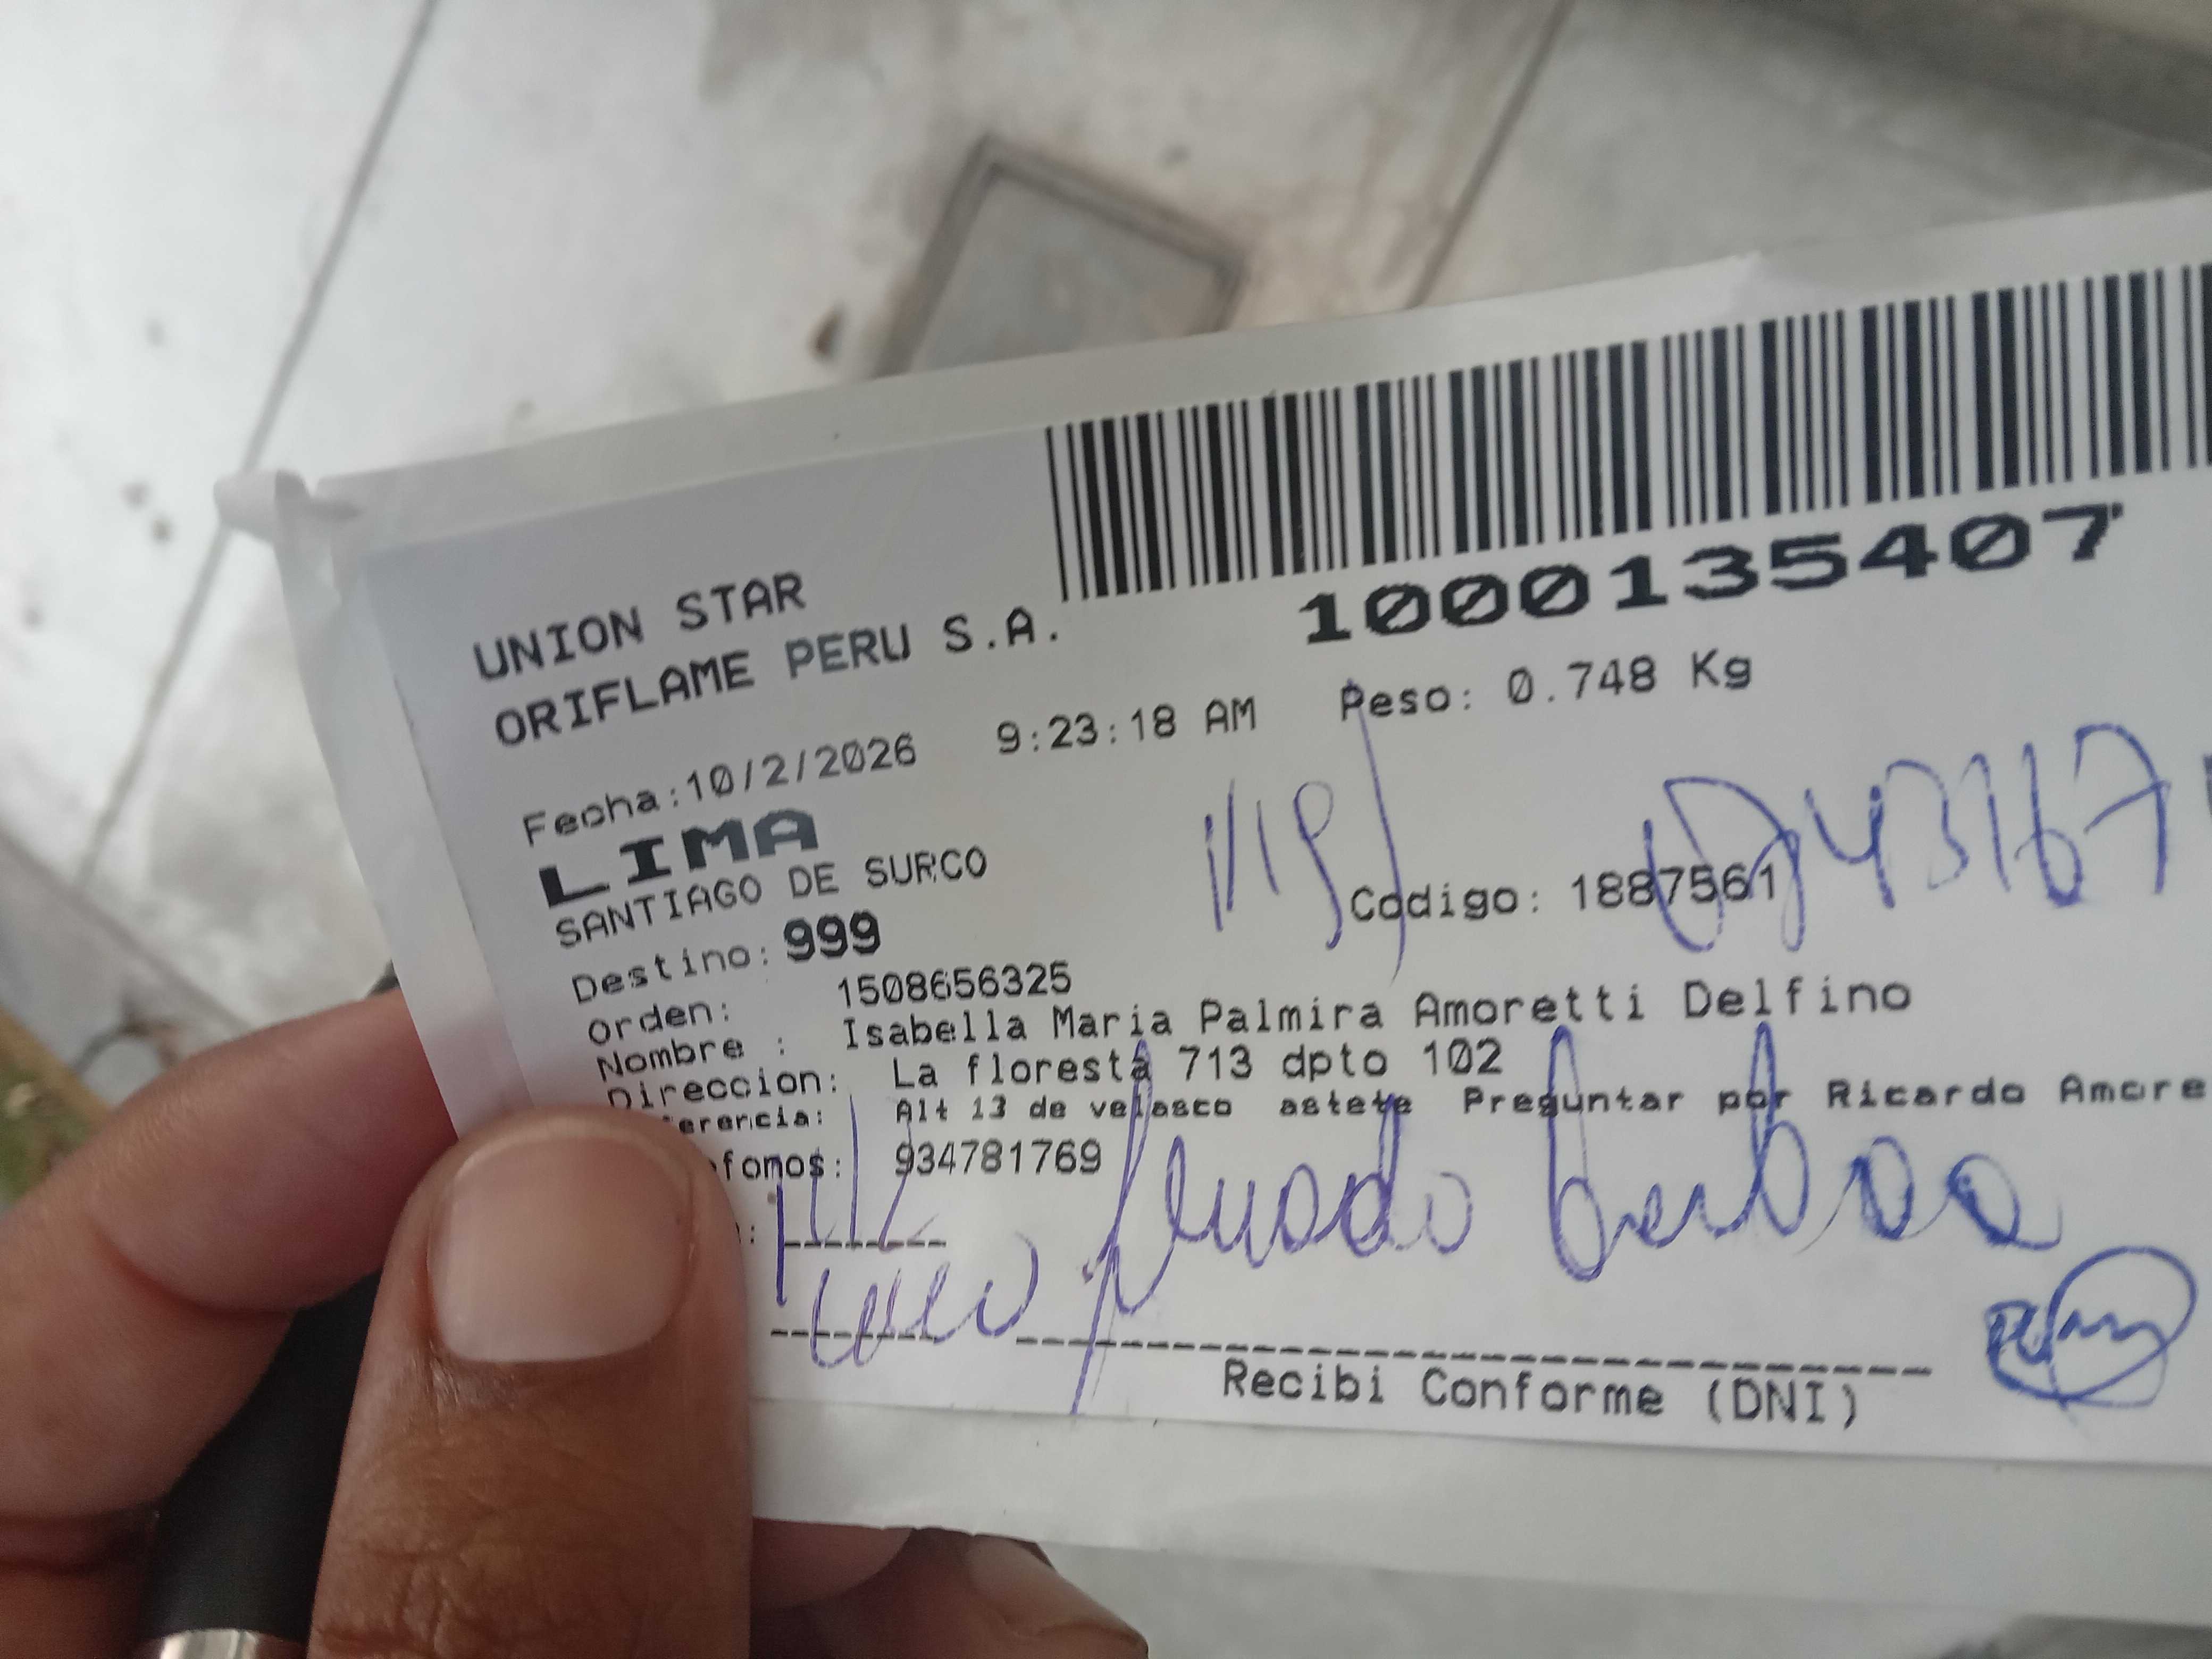 UNION STAR
ORIFLAME PERU S.A.
1000135407
Fecha:10/2/2026 9:23:18 AM Peso: 0.748 Kg
LIMA
SANTIAGO DE SURCO
Destino: 999 Codigo: 1887561
Orden: 1508656325
Nombre : Isabella Maria Palmira Amoretti Delfino
Direccion: La floresta 713 dpto 102
erencia: Alt 13 de velasco astete Preguntar por Ricardo Amore
fonos: 934781769
Recibi Conforme (DNI)